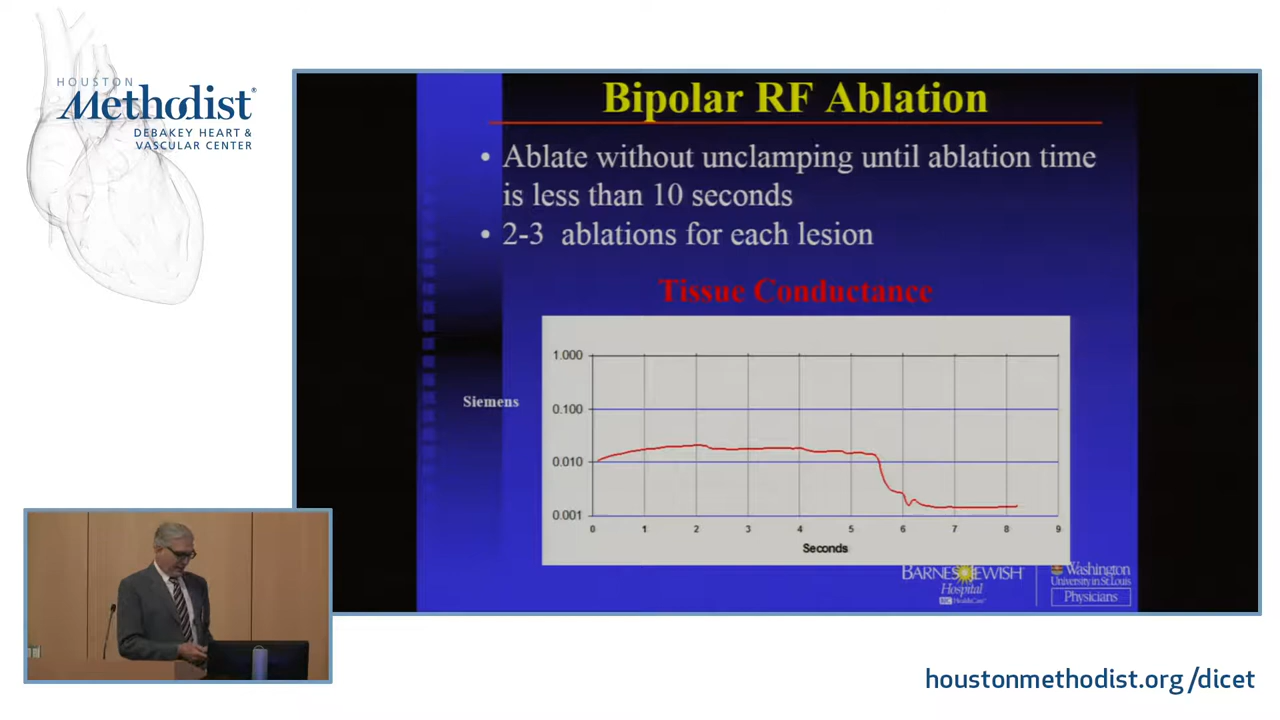 HOUSTON
Methodist®
DEBAKEY HEART &
VASCULAR CENTER
Bipolar RF Ablation
• Ablate without unclamping until ablation time
is less than 10 seconds
• 2-3 ablations for each lesion
Tissue Conductance
Siemens
1.000
0.100
0.010
0.001
0 1 2 3 4 5 6 7 8 9
Seconds
BARNES JEWISH
Hospital
BJC HealthCare
Washington
University in St. Louis
Physicians
houstonmethodist.org/dicet